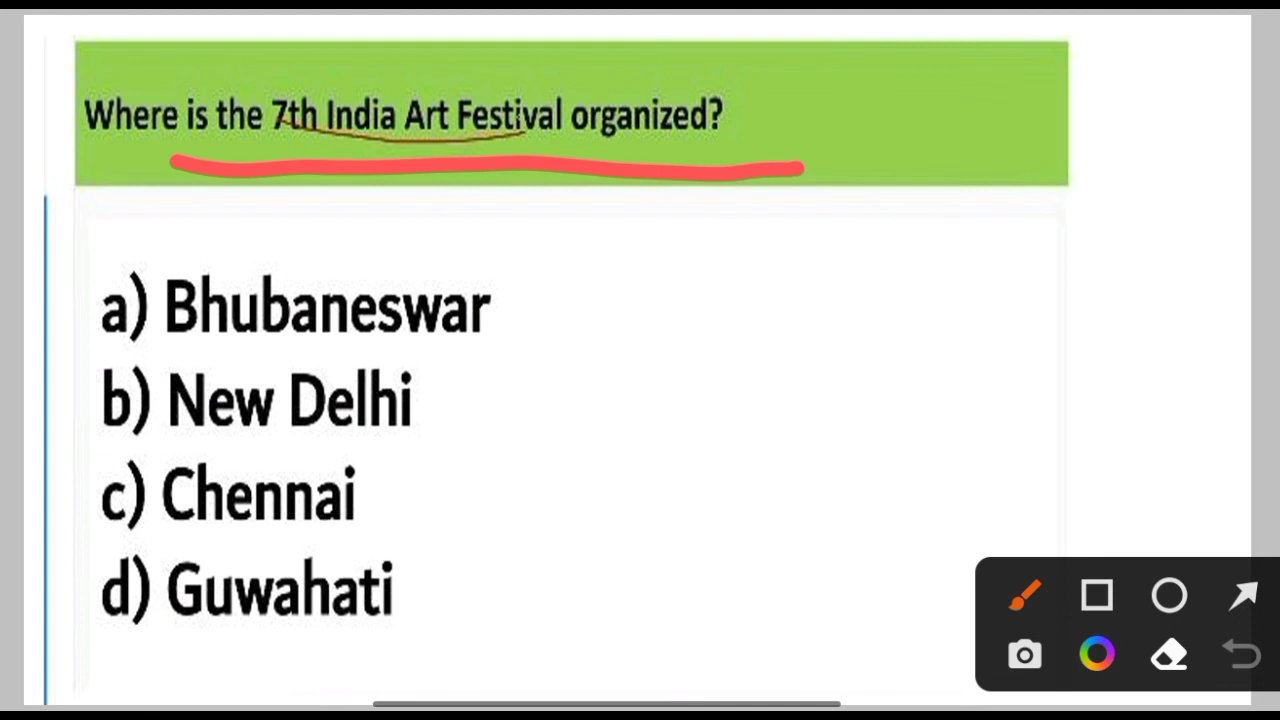 Where is the 7th India Art Festival organized?
a) Bhubaneswar
b) New Delhi
c) Chennai
d) Guwahati